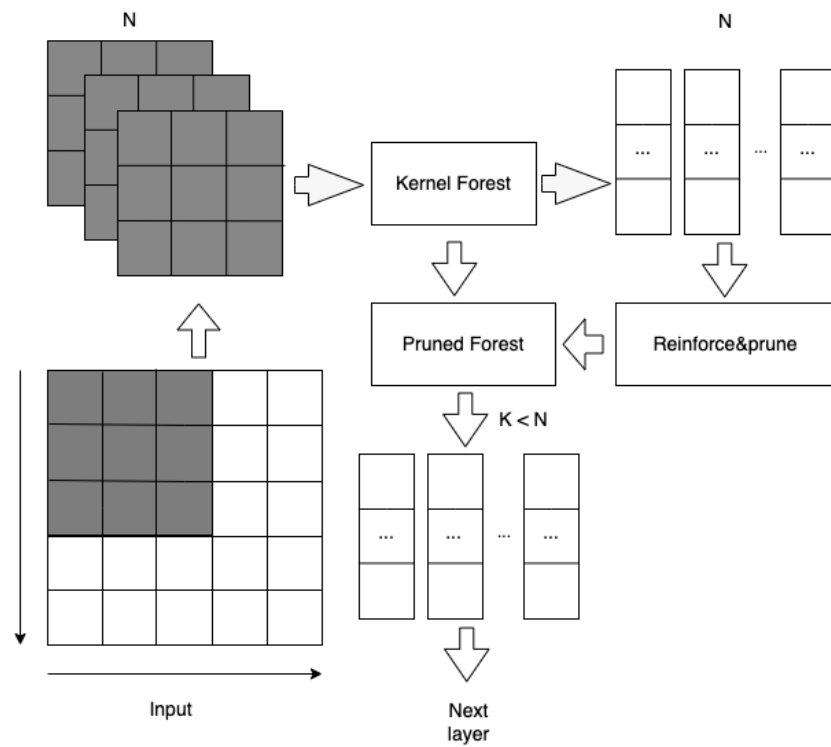 N
N
... ... ... ...
Kernel Forest
Pruned Forest
Reinforce&prune
K < N
... ... ... ...
Input
Next
layer